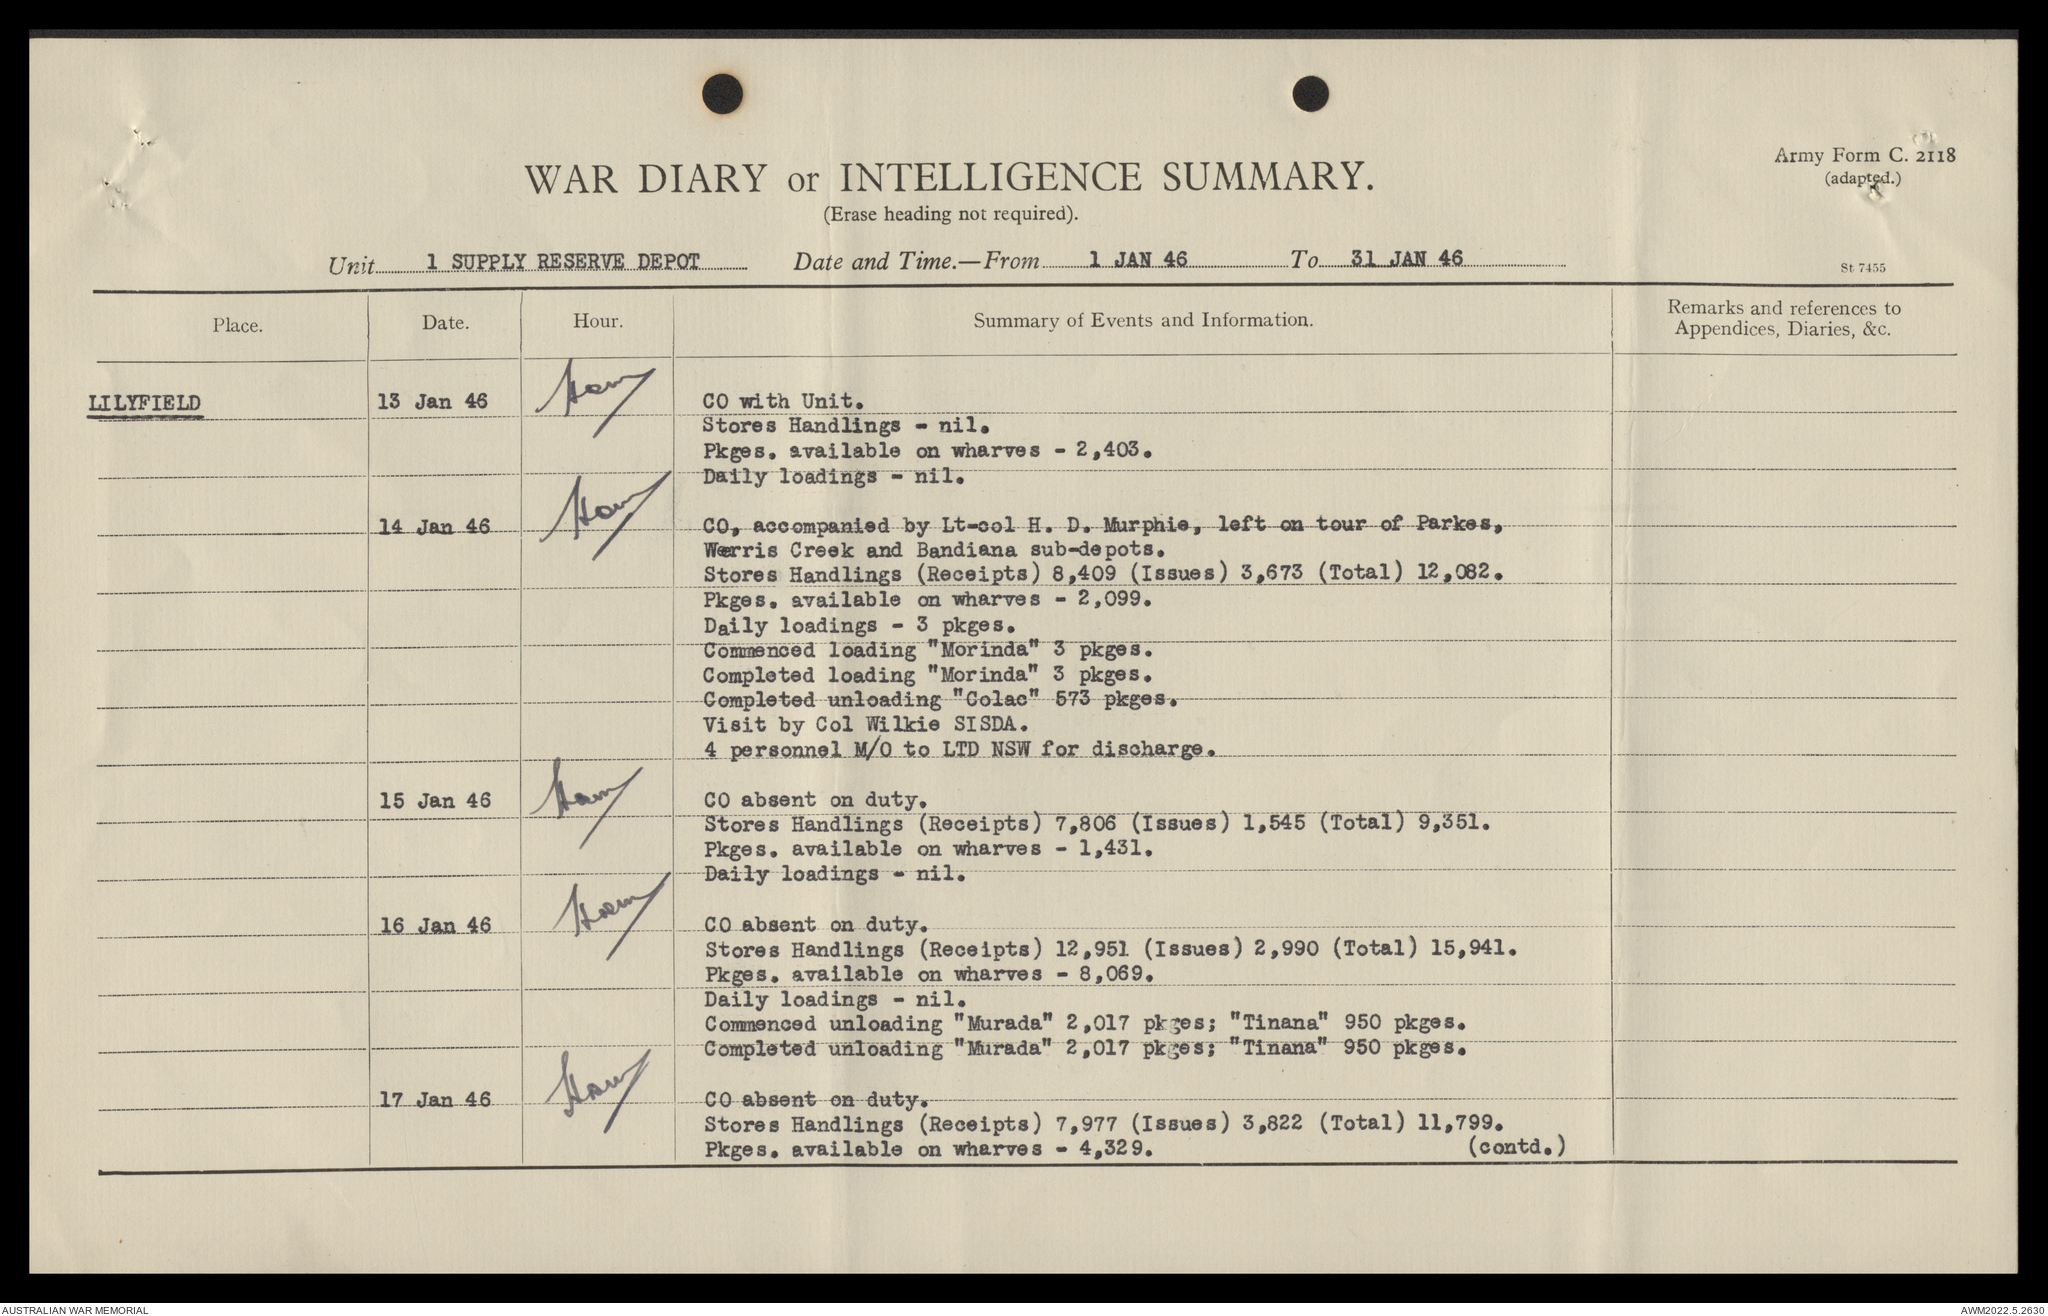 WAR DIARY or INTELLIGENCE SUMMARY.
(Erase heading not required).
Army Form C. 2118
(adapted.)
Unit 1 SUPPLY RESERVE DEPOT Date and Time.—From 1 JAN 46 To 31 JAN 46
St 7455
Place. Date. Hour. Summary of Events and Information. Remarks and references to
Appendices, Diaries, &c.
LILYFIELD 13 Jan 46 CO with Unit.
Stores Handlings - nil.
Pkges. available on wharves - 2,403.
Daily loadings - nil.
14 Jan 46 CO, accompanied by Lt-col H. D. Murphie, left on tour of Parkes,
Werris Creek and Bandiana sub-depots.
Stores Handlings (Receipts) 8,409 (Issues) 3,673 (Total) 12,082.
Pkges. available on wharves - 2,099.
Daily loadings - 3 pkges.
Commenced loading "Morinda" 3 pkges.
Completed loading "Morinda" 3 pkges.
Completed unloading "Colac" 573 pkges.
Visit by Col Wilkie SISDA.
4 personnel M/O to LTD NSW for discharge.
15 Jan 46 CO absent on duty.
Stores Handlings (Receipts) 7,806 (Issues) 1,545 (Total) 9,351.
Pkges. available on wharves - 1,431.
Daily loadings - nil.
16 Jan 46 CO absent on duty.
Stores Handlings (Receipts) 12,951 (Issues) 2,990 (Total) 15,941.
Pkges. available on wharves - 8,069.
Daily loadings - nil.
Commenced unloading "Murada" 2,017 pkges; "Tinana" 950 pkges.
Completed unloading "Murada" 2,017 pkges; "Tinana" 950 pkges.
17 Jan 46 CO absent on duty.
Stores Handlings (Receipts) 7,977 (Issues) 3,822 (Total) 11,799.
Pkges. available on wharves - 4,329. (contd.)
AUSTRALIAN WAR MEMORIAL
AWM2022.5.2630